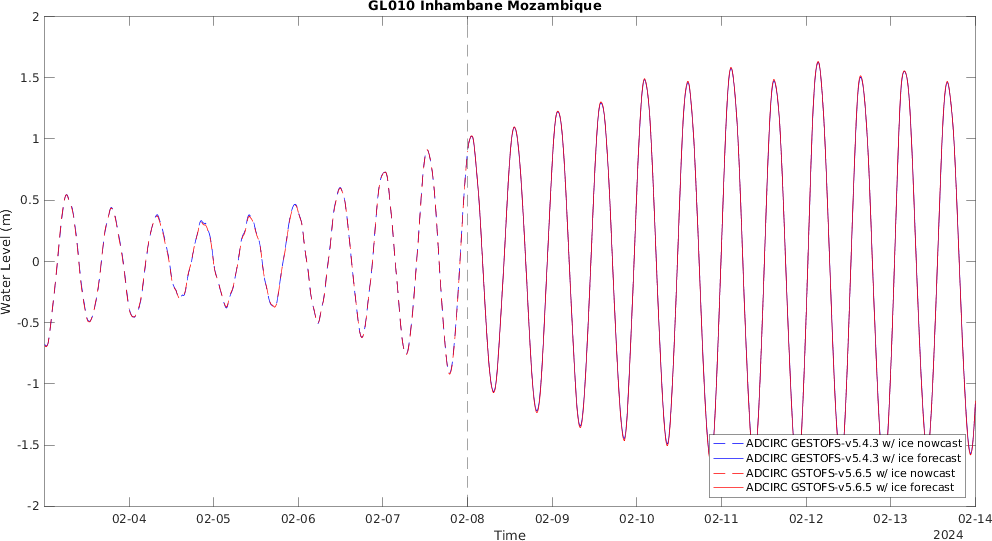 GL010 Inhambane Mozambique
Water Level (m)
2
1.5
1
0.5
0
-0.5
-1
-1.5
-2
ADCIRC GESTOFS-v5.4.3 w/ ice nowcast
ADCIRC GESTOFS-v5.4.3 w/ ice forecast
ADCIRC GSTOFS-v5.6.5 w/ ice nowcast
ADCIRC GSTOFS-v5.6.5 w/ ice forecast
02-04 02-05 02-06 02-07 02-08 02-09 02-10 02-11 02-12 02-13 02-14
Time
2024